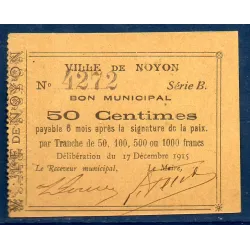 VILLE DE NOYON
No 4272 Série B.
BON MUNICIPAL
50 Centimes
payable 6 mois après la signature de la paix.
par Tranche de 50, 100, 500 ou 1000 francs
Délibération du 17 Décembre 1915
Le Receveur municipal, Le Maire,
DE NOYON